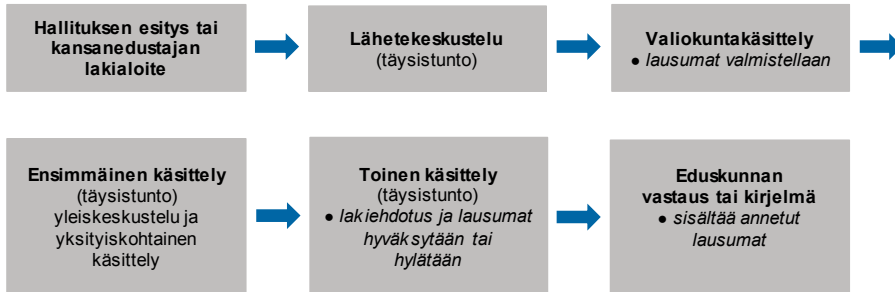 Hallituksen esitys tai
kansanedustajan
lakialoite
Lähetekeskustelu
(täysistunto)
Valiokuntakäsittely
● lausumat valmistellaan
Ensimmäinen käsittely
(täysistunto)
yleiskeskustelu ja
yksityiskohtainen
käsittely
Toinen käsittely
(täysistunto)
● lakiehdotus ja lausumat
hyväksytään tai
hylätään
Eduskunnan
vastaus tai kirjelmä
● sisältää annetut
lausumat